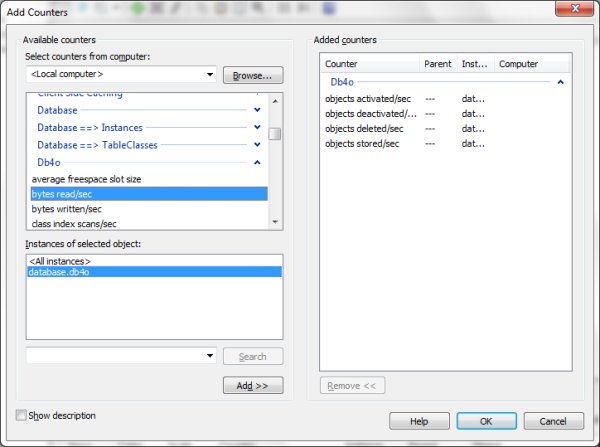 Add Counters
Available counters
Select counters from computer:
<Local computer>
Browse...
Client Side Caching
Database
Database ==> Instances
Database ==> TableClasses
Db4o
average freespace slot size
bytes read/sec
bytes written/sec
class index scans/sec
Instances of selected object:
<All instances>
database.db4o
Search
Add >>
Show description
Added counters
Counter Parent Inst... Computer
Db4o
objects activated/sec --- dat...
objects deactivated/... --- dat...
objects deleted/sec --- dat...
objects stored/sec --- dat...
Remove <<
Help
OK
Cancel